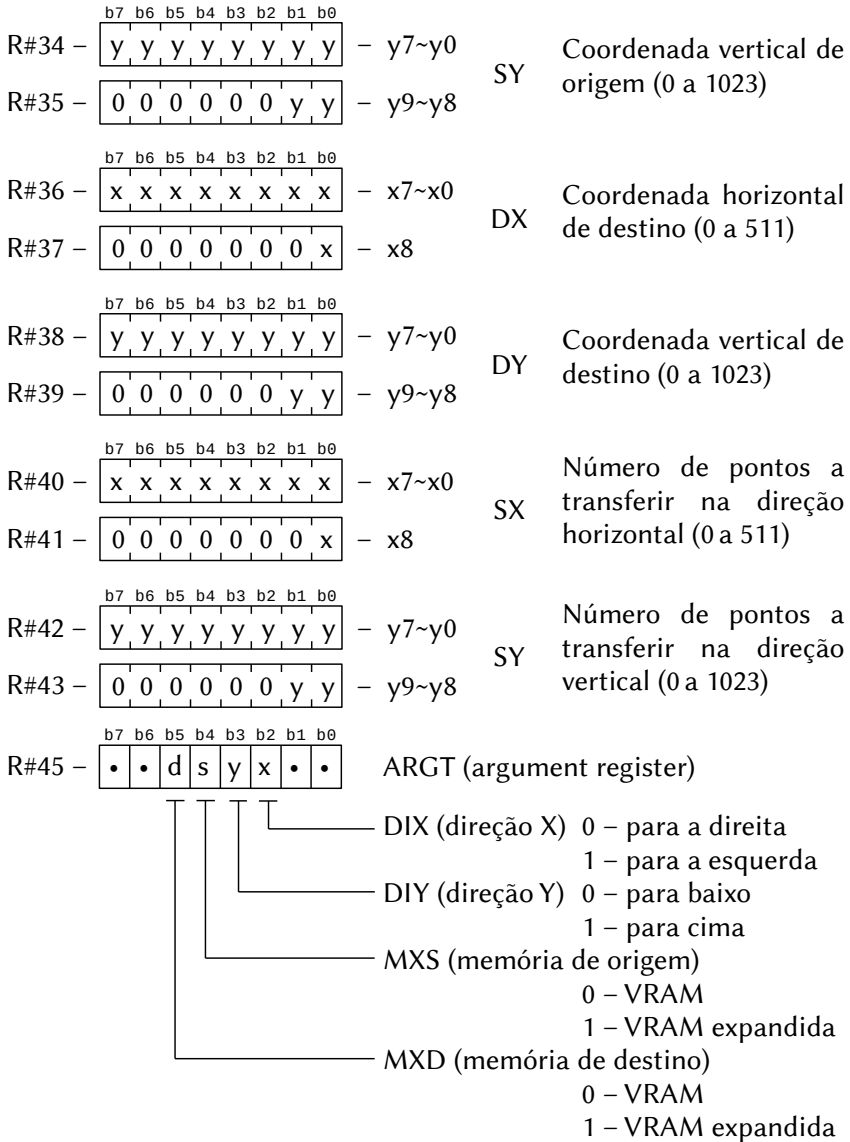 b7 b6 b5 b4 b3 b2 b1 b0
R#34 – y y y y y y y y – y7~y0
SY
Coordenada vertical de
origem (0 a 1023)
R#35 – 0 0 0 0 0 0 y y – y9~y8
b7 b6 b5 b4 b3 b2 b1 b0
R#36 – x x x x x x x x – x7~x0
DX
Coordenada horizontal
de destino (0 a 511)
R#37 – 0 0 0 0 0 0 0 x – x8
b7 b6 b5 b4 b3 b2 b1 b0
R#38 – y y y y y y y y – y7~y0
DY
Coordenada vertical de
destino (0 a 1023)
R#39 – 0 0 0 0 0 0 y y – y9~y8
b7 b6 b5 b4 b3 b2 b1 b0
R#40 – x x x x x x x x – x7~x0
SX
Número de pontos a
transferir na direção
horizontal (0 a 511)
R#41 – 0 0 0 0 0 0 0 x – x8
b7 b6 b5 b4 b3 b2 b1 b0
R#42 – y y y y y y y y – y7~y0
SY
Número de pontos a
transferir na direção
vertical (0 a 1023)
R#43 – 0 0 0 0 0 0 y y – y9~y8
b7 b6 b5 b4 b3 b2 b1 b0
R#45 – • • d s y x • • ARGT (argument register)
DIX (direção X) 0 – para a direita
1 – para a esquerda
DIY (direção Y) 0 – para baixo
1 – para cima
MXS (memória de origem)
0 – VRAM
1 – VRAM expandida
MXD (memória de destino)
0 – VRAM
1 – VRAM expandida